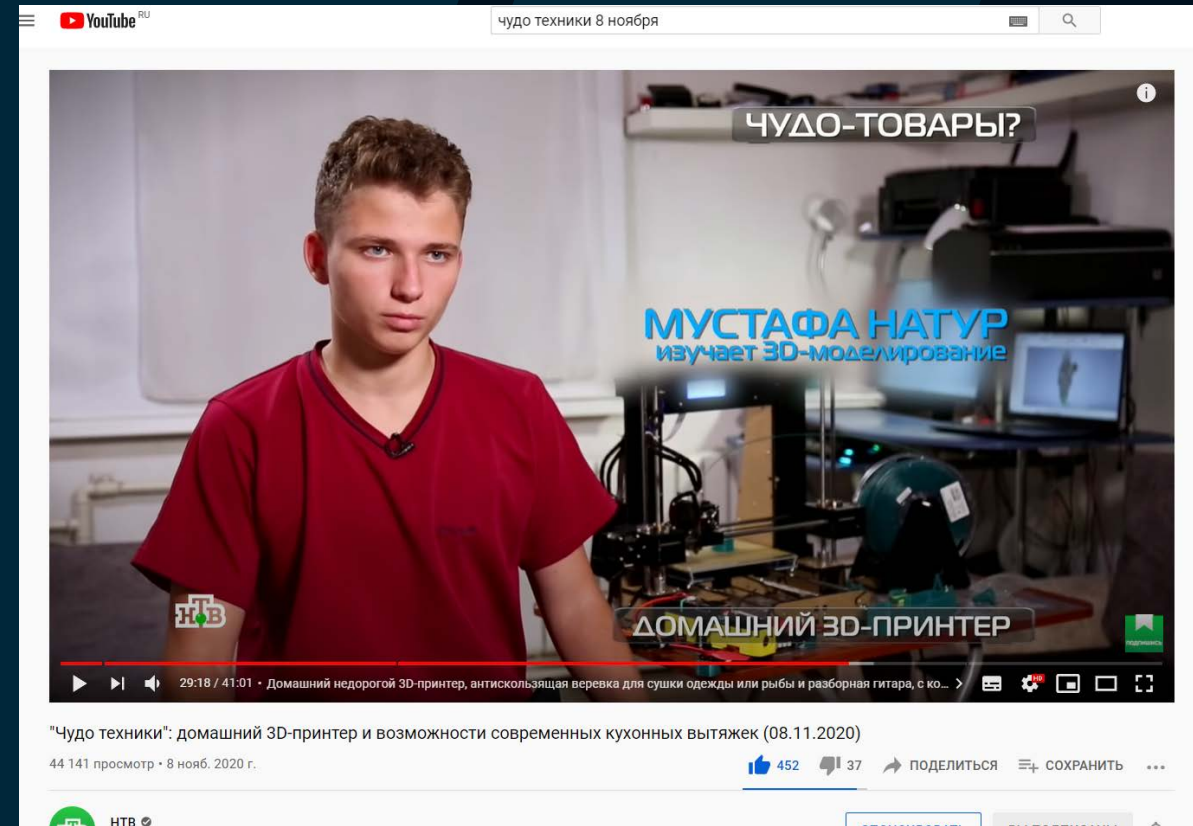 YouTube RU
чудо техники 8 ноября
ЧУДО-ТОВАРЫ?
МУСТАФА НАТУР
изучает 3D-моделирование
НТВ
ДОМАШНИЙ 3D-ПРИНТЕР
ПОДПИШИСЬ
29:18 / 41:01 • Домашний недорогой 3D-принтер, антискользящая веревка для сушки одежды или рыбы и разборная гитара, с ко...
HD
"Чудо техники": домашний 3D-принтер и возможности современных кухонных вытяжек (08.11.2020)
44 141 просмотр • 8 нояб. 2020 г.
452 37 ПОДЕЛИТЬСЯ СОХРАНИТЬ
НТВ